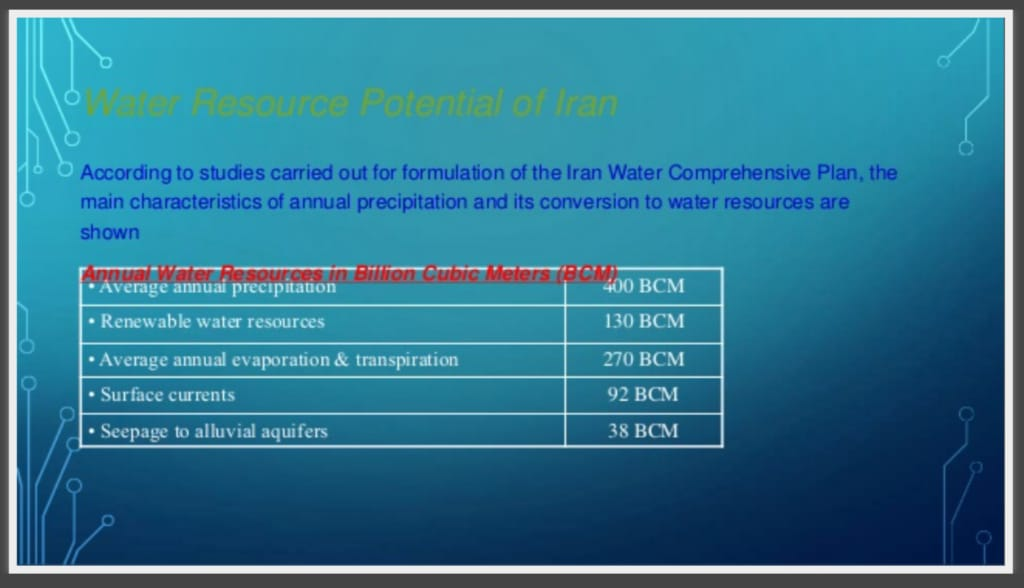 Water Resource Potential of Iran
According to studies carried out for formulation of the Iran Water Comprehensive Plan, the
main characteristics of annual precipitation and its conversion to water resources are
shown
Annual Water Resources in Billion Cubic Meters (BCM)
• Average annual precipitation 400 BCM
• Renewable water resources 130 BCM
• Average annual evaporation & transpiration 270 BCM
• Surface currents 92 BCM
• Seepage to alluvial aquifers 38 BCM